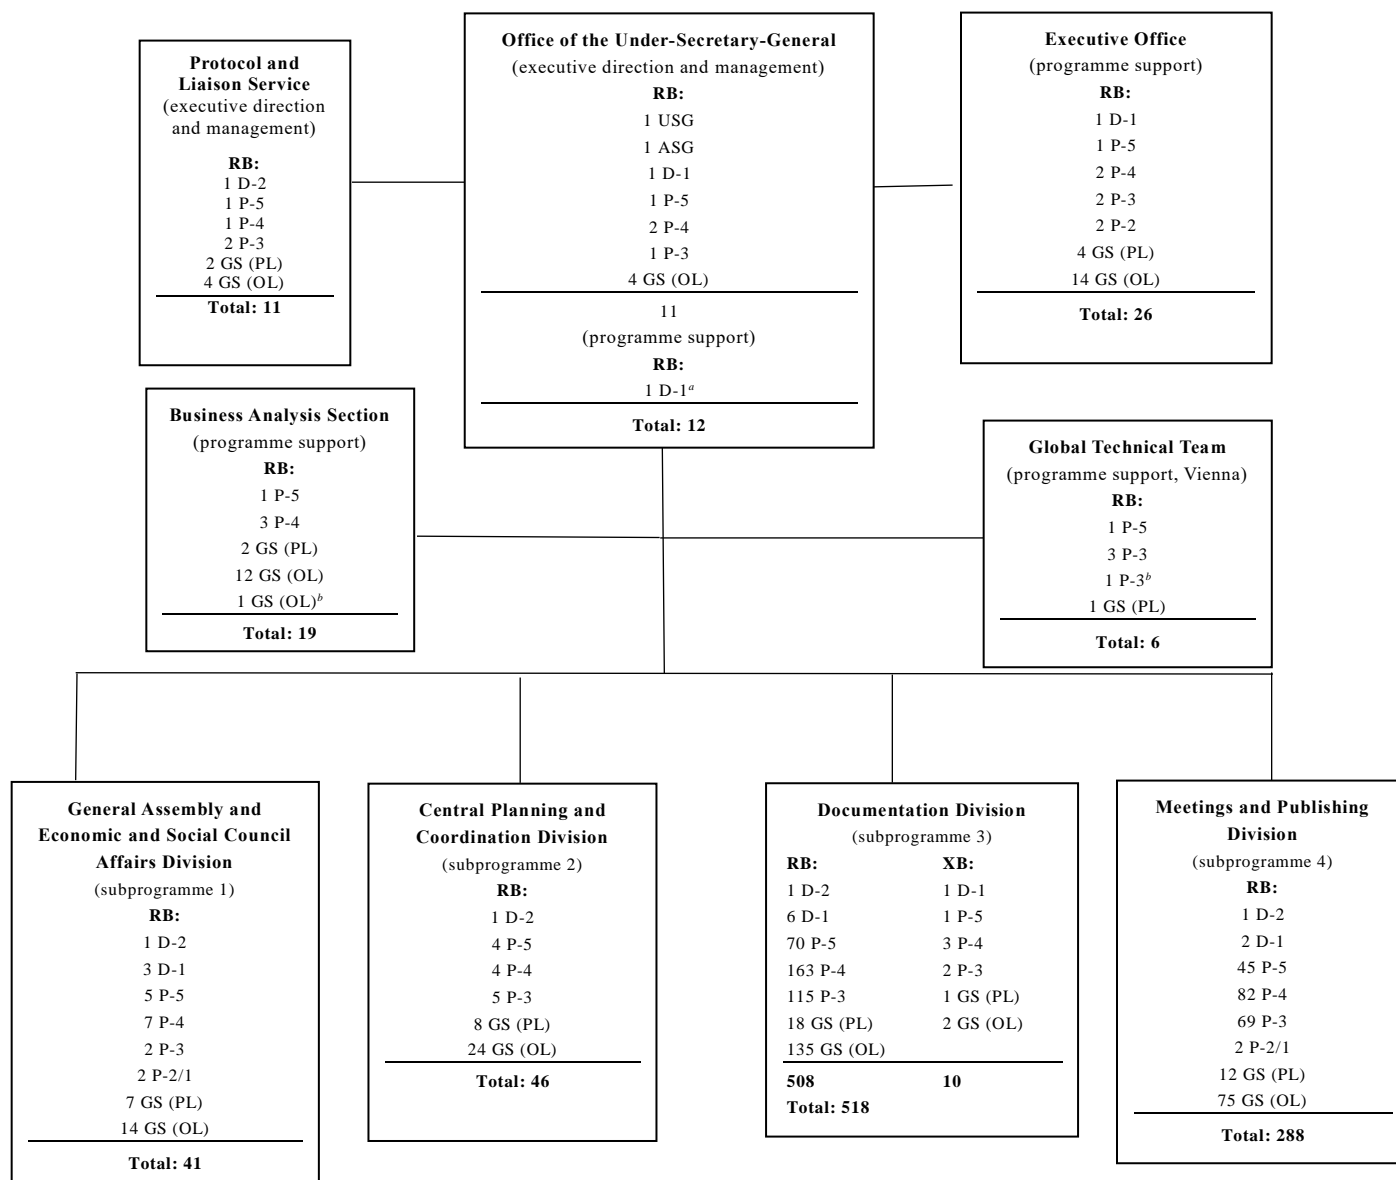 Protocol and
Liaison Service
(executive direction
and management)
RB:
1 D-2
1 P-5
1 P-4
2 P-3
2 GS (PL)
4 GS (OL)
Total: 11
Office of the Under-Secretary-General
(executive direction and management)
RB:
1 USG
1 ASG
1 D-1
1 P-5
2 P-4
1 P-3
4 GS (OL)
11
(programme support)
RB:
1 D-1a
Total: 12
Executive Office
(programme support)
RB:
1 D-1
1 P-5
2 P-4
2 P-3
2 P-2
4 GS (PL)
14 GS (OL)
Total: 26
Business Analysis Section
(programme support)
RB:
1 P-5
3 P-4
2 GS (PL)
12 GS (OL)
1 GS (OL)b
Total: 19
Global Technical Team
(programme support, Vienna)
RB:
1 P-5
3 P-3
1 P-3b
1 GS (PL)
Total: 6
General Assembly and
Economic and Social Council
Affairs Division
(subprogramme 1)
RB:
1 D-2
3 D-1
5 P-5
7 P-4
2 P-3
2 P-2/1
7 GS (PL)
14 GS (OL)
Total: 41
Central Planning and
Coordination Division
(subprogramme 2)
RB:
1 D-2
4 P-5
4 P-4
5 P-3
8 GS (PL)
24 GS (OL)
Total: 46
Documentation Division
(subprogramme 3)
RB: XB:
1 D-2 1 D-1
6 D-1 1 P-5
70 P-5 3 P-4
163 P-4 2 P-3
115 P-3 1 GS (PL)
18 GS (PL) 2 GS (OL)
135 GS (OL)
508 10
Total: 518
Meetings and Publishing
Division
(subprogramme 4)
RB:
1 D-2
2 D-1
45 P-5
82 P-4
69 P-3
2 P-2/1
12 GS (PL)
75 GS (OL)
Total: 288